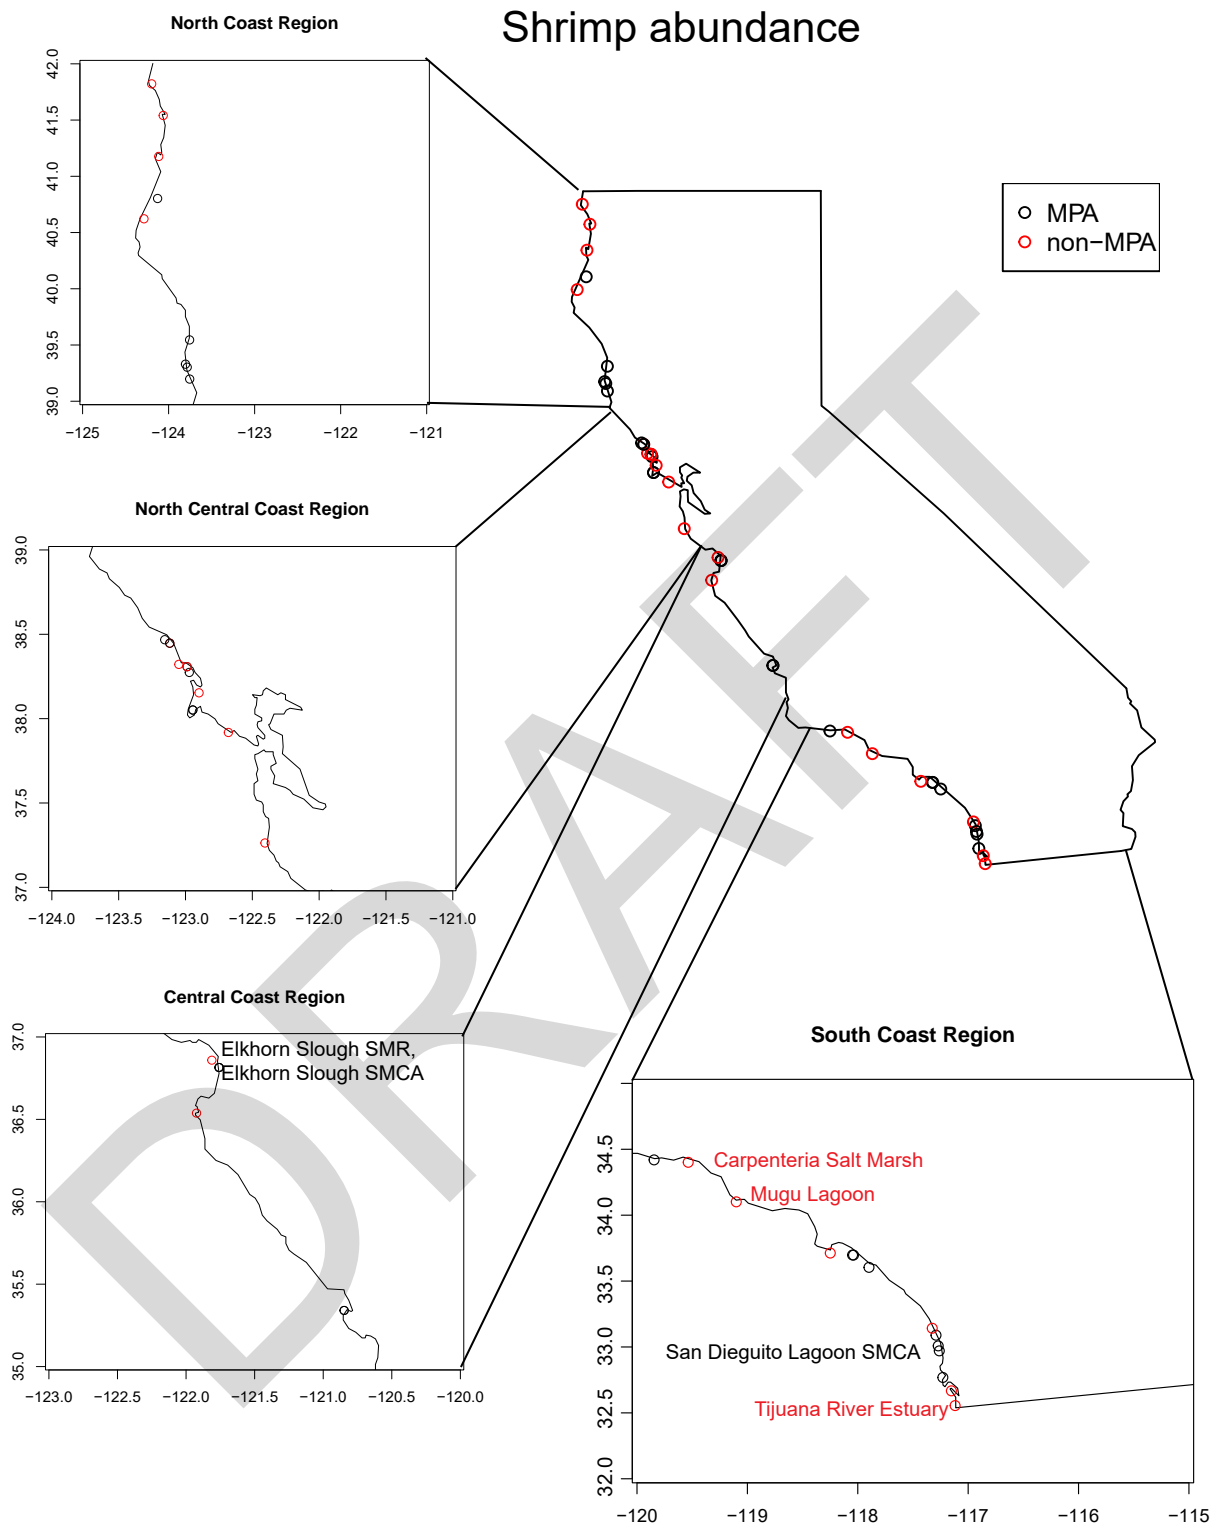 Shrimp abundance
North Coast Region
42.0
41.5
41.0
40.5
40.0
39.5
39.0
−125 −124 −123 −122 −121
MPA
non−MPA
North Central Coast Region
39.0
38.5
38.0
37.5
37.0
−124.0 −123.5 −123.0 −122.5 −122.0 −121.5 −121.0
Central Coast Region
37.0
36.5
36.0
35.5
35.0
Elkhorn Slough SMR,
Elkhorn Slough SMCA
−123.0 −122.5 −122.0 −121.5 −121.0 −120.5 −120.0
South Coast Region
34.5
34.0
33.5
33.0
32.5
32.0
Carpenteria Salt Marsh
Mugu Lagoon
San Dieguito Lagoon SMCA
Tijuana River Estuary
−120 −119 −118 −117 −116 −115
DRAFT